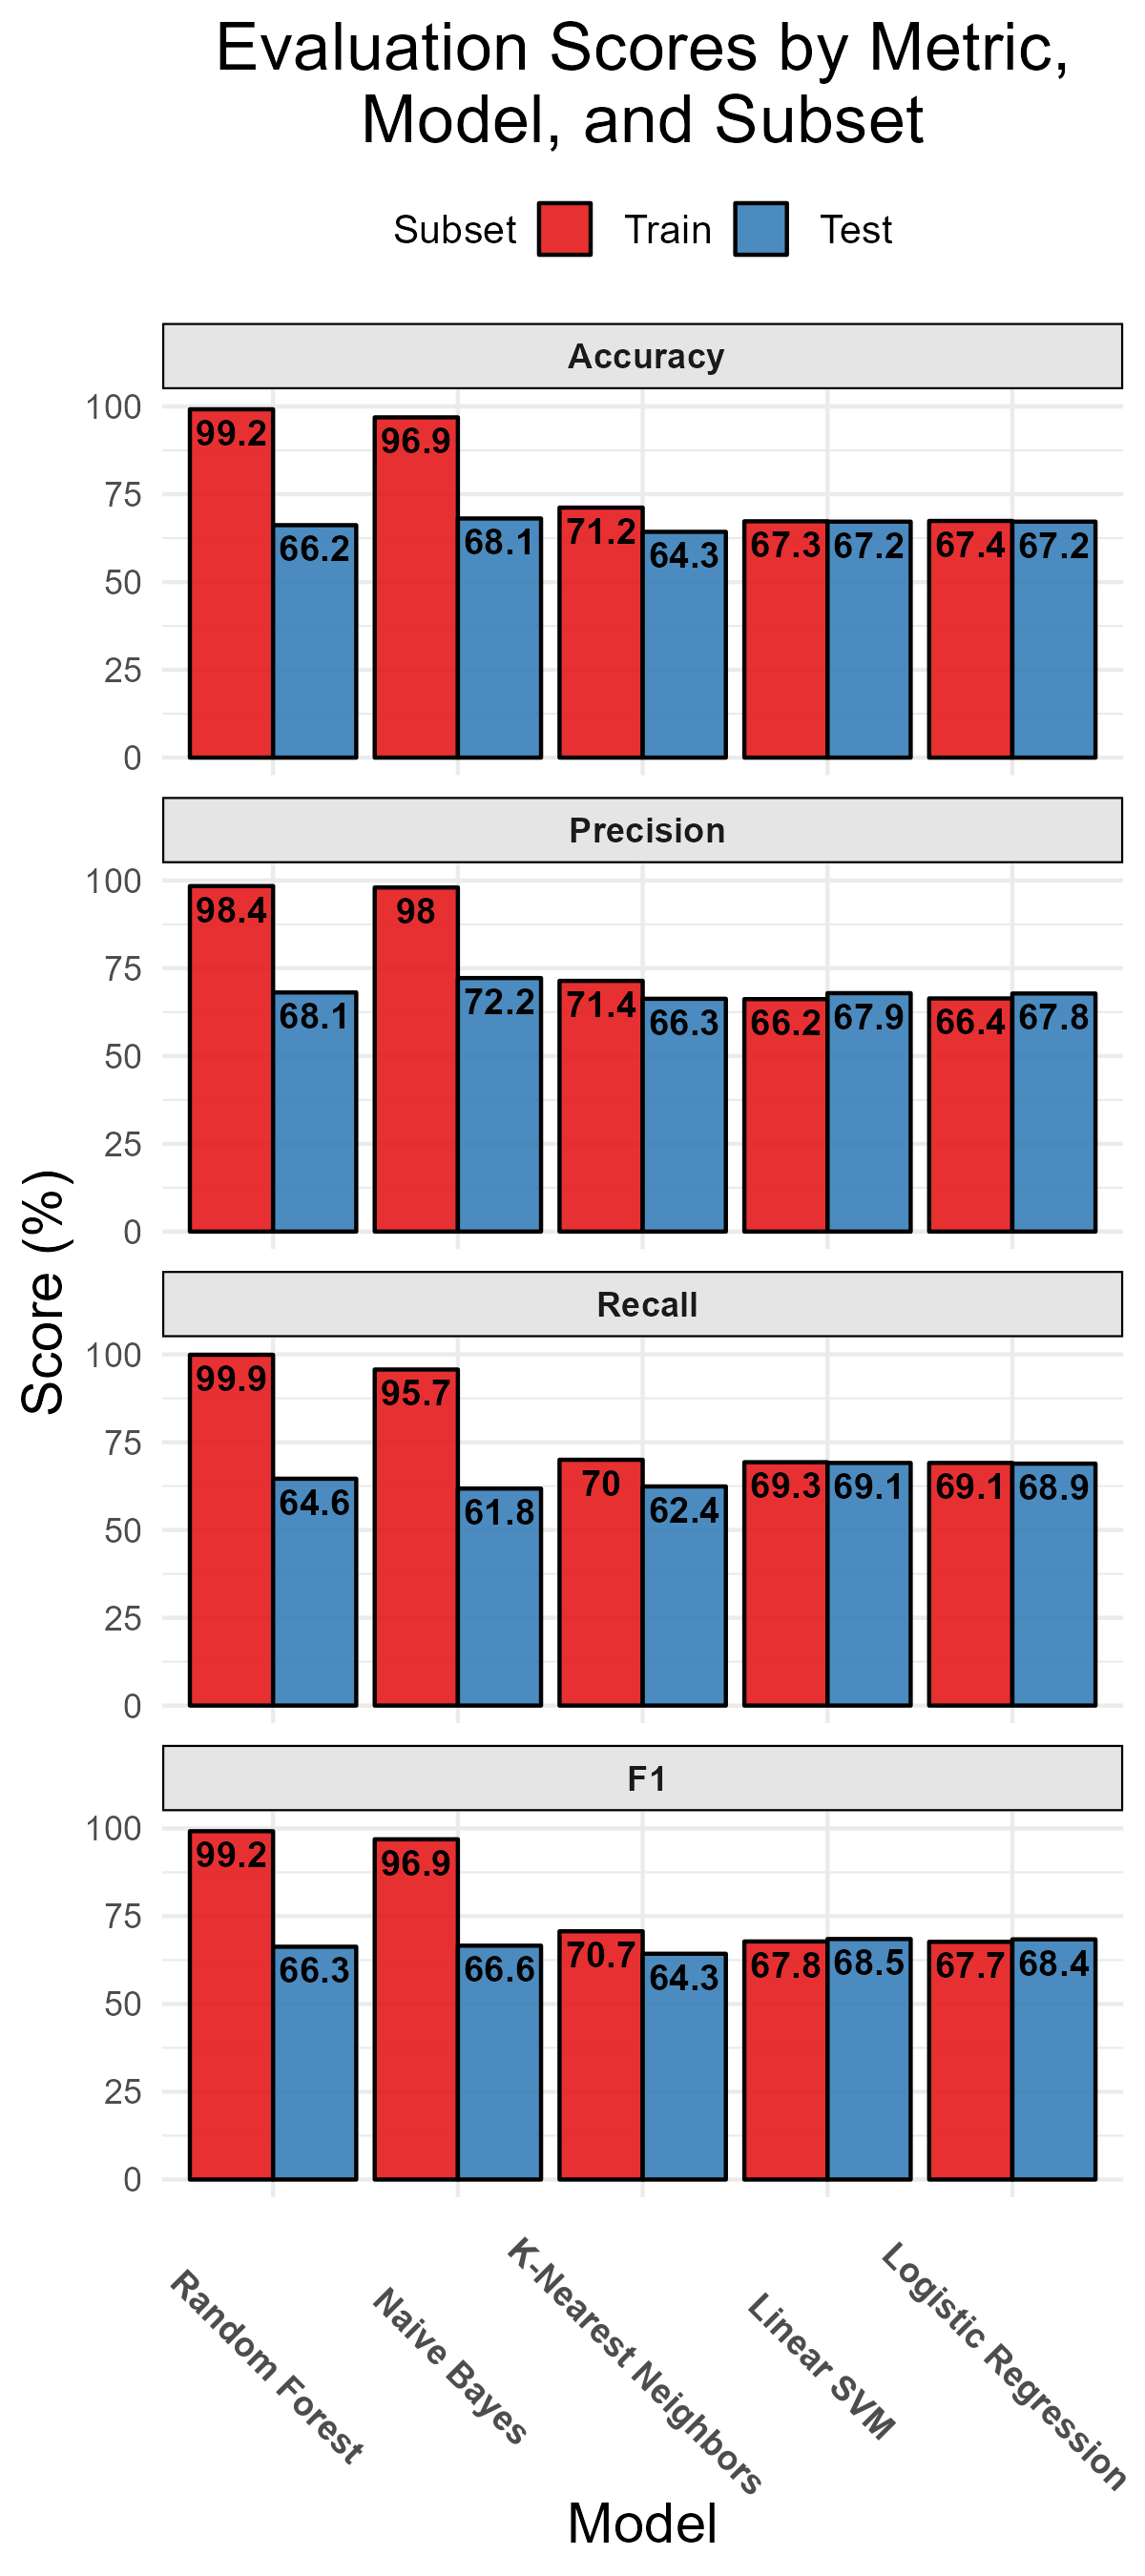 Evaluation Scores by Metric,
Model, and Subset
Subset Train Test
Accuracy
100
75
50
25
0
99.2 66.2 96.9 68.1 71.2 64.3 67.3 67.2 67.4 67.2
Precision
100
75
50
25
0
98.4 68.1 98 72.2 71.4 66.3 66.2 67.9 66.4 67.8
Recall
100
75
50
25
0
99.9 64.6 95.7 61.8 70 62.4 69.3 69.1 69.1 68.9
F1
100
75
50
25
0
99.2 66.3 96.9 66.6 70.7 64.3 67.8 68.5 67.7 68.4
Score (%)
Random Forest
Naive Bayes
K-Nearest Neighbors
Linear SVM
Logistic Regression
Model